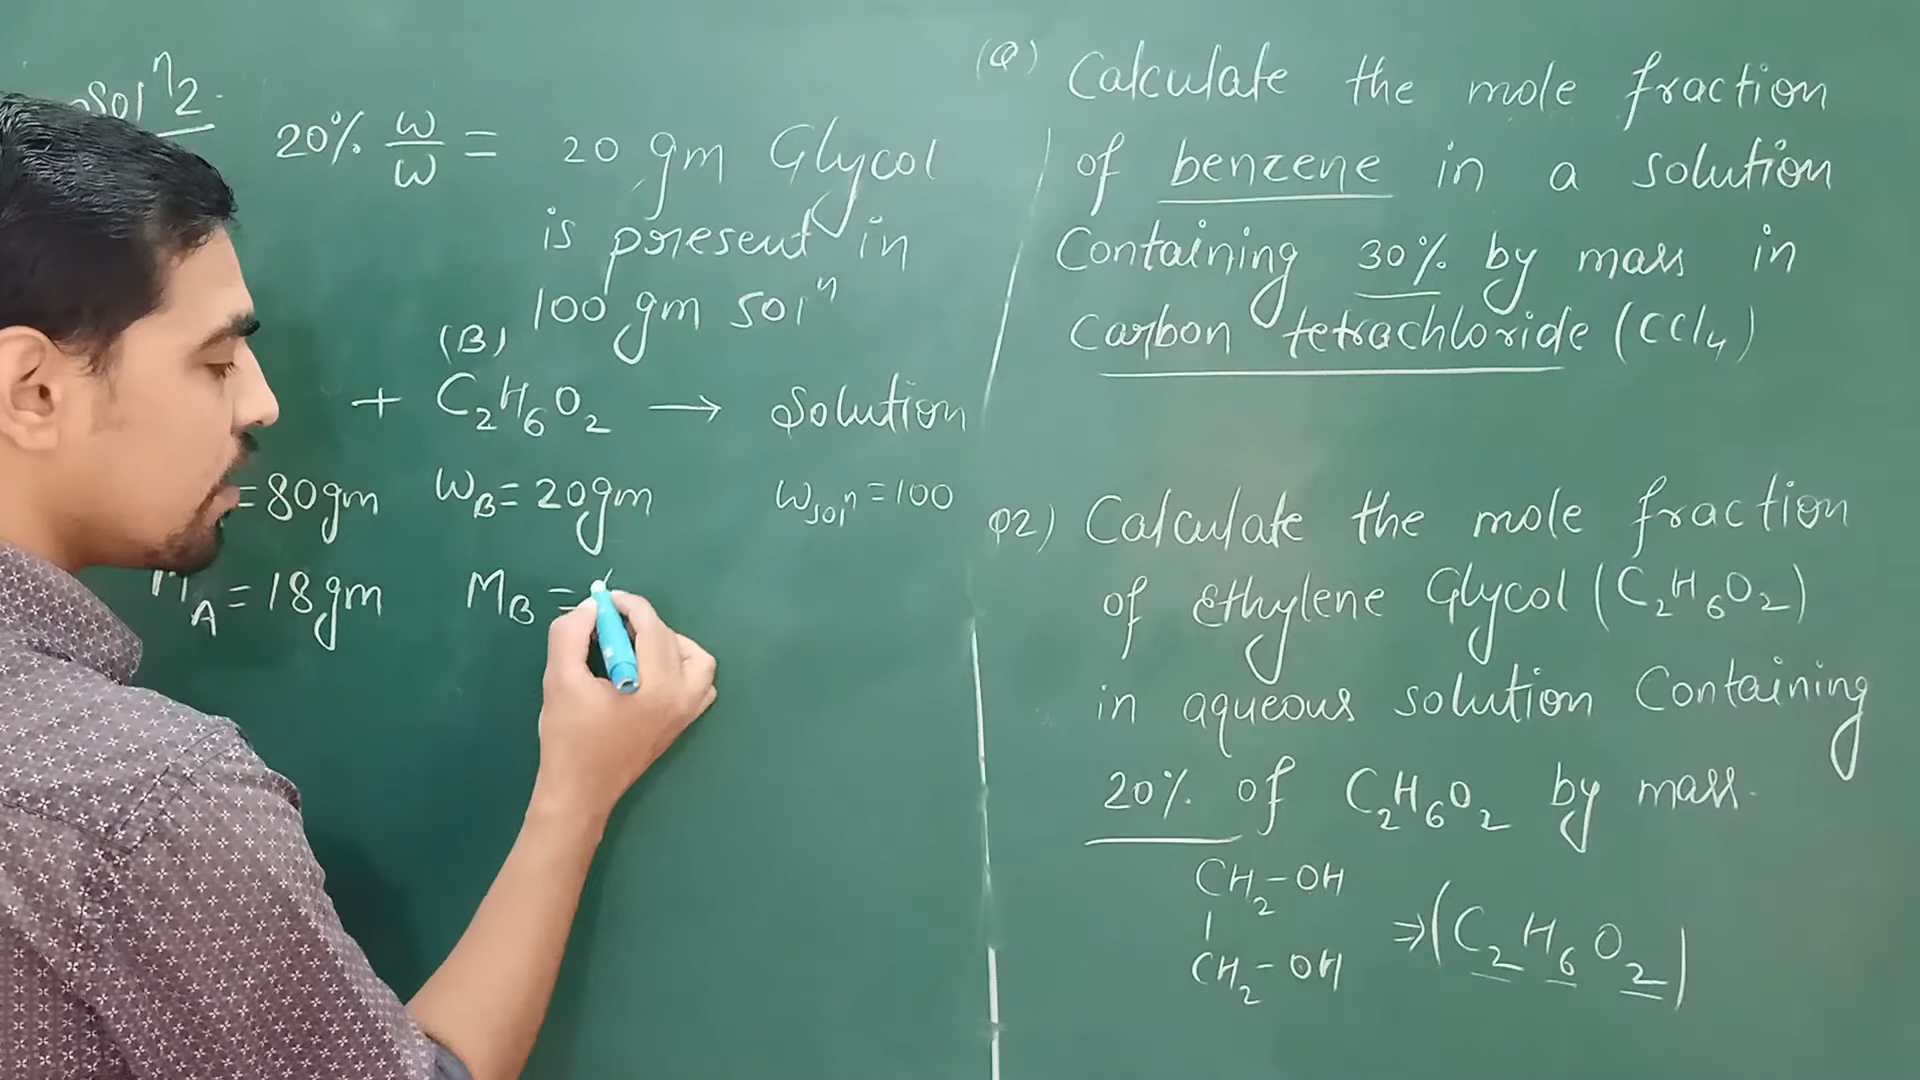 Sol^n 2.
20% w/w = 20 gm Glycol
is present in
100 gm sol^n
(B)
+ C2H6O2 → Solution
= 80gm W_B = 20gm W_sol^n = 100
M_A = 18gm M_B =
(Q) Calculate the mole fraction
of benzene in a solution
Containing 30% by mass in
Carbon tetrachloride (CCl4)
Q2) Calculate the mole fraction
of Ethylene Glycol (C2H6O2)
in aqueous solution Containing
20% of C2H6O2 by mass.
CH2-OH
|
CH2-OH ⇒ (C2H6O2)